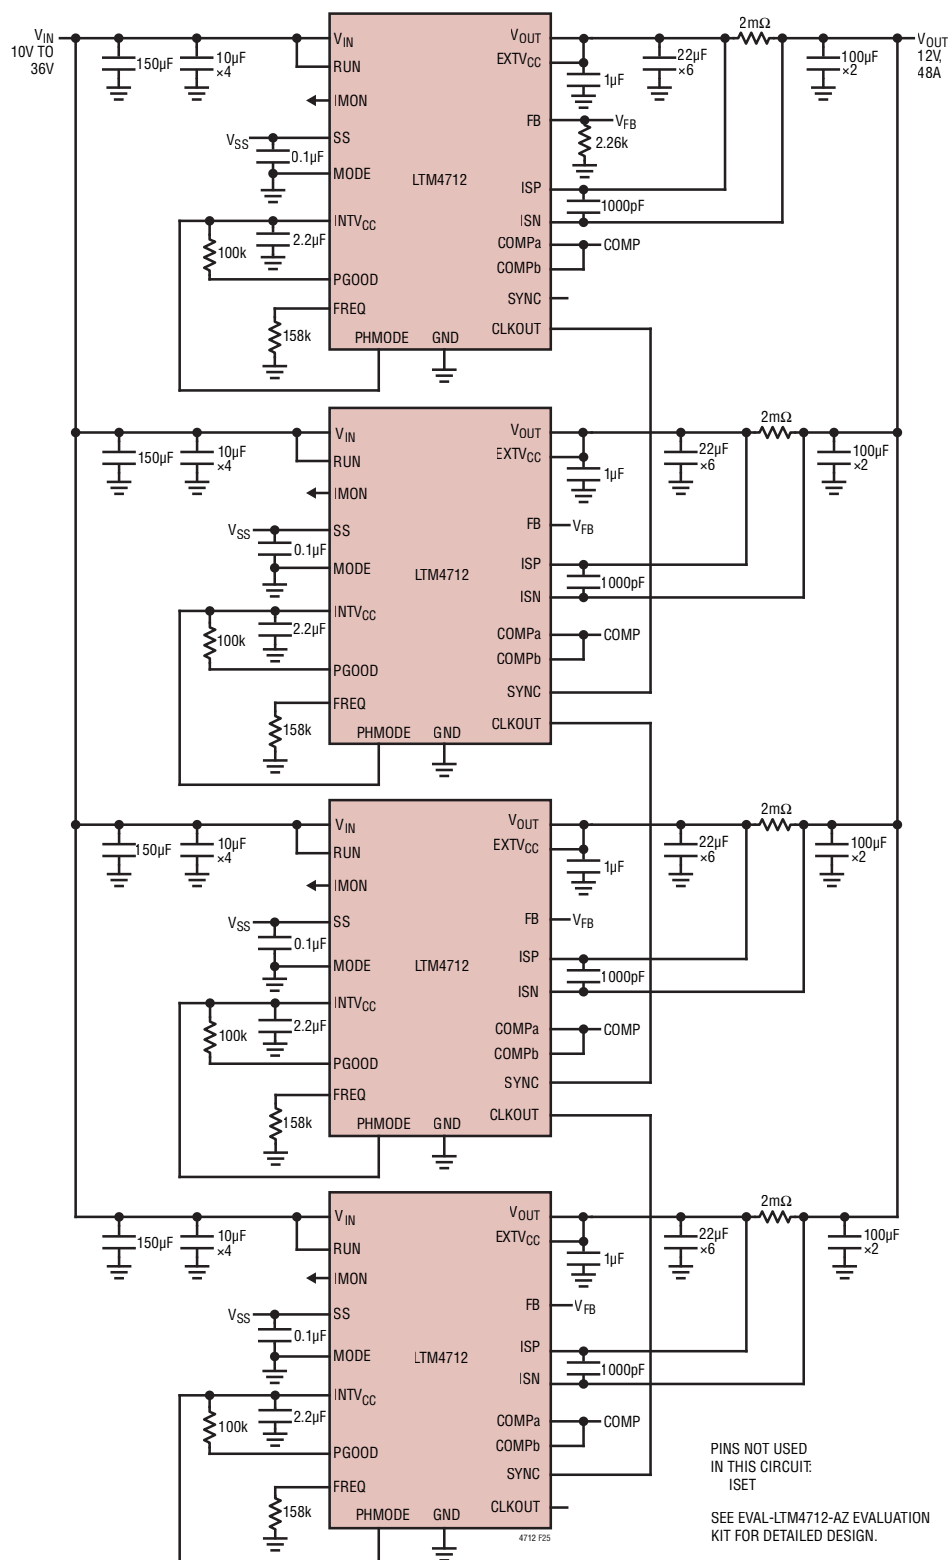 VIN
10V TO
36V
150µF
10µF
×4
VIN
RUN
IMON
VSS
SS
0.1µF
MODE
INTVCC
2.2µF
100k
PGOOD
FREQ
158k
PHMODE
GND
LTM4712
VOUT
EXTVCC
1µF
FB
VFB
2.26k
ISP
1000pF
ISN
COMPa
COMP
COMPb
SYNC
CLKOUT
22µF
×6
2mΩ
100µF
×2
VOUT
12V,
48A
150µF
10µF
×4
VIN
RUN
IMON
VSS
SS
0.1µF
MODE
INTVCC
2.2µF
100k
PGOOD
FREQ
158k
PHMODE
GND
LTM4712
VOUT
EXTVCC
1µF
FB
VFB
ISP
1000pF
ISN
COMPa
COMP
COMPb
SYNC
CLKOUT
22µF
×6
2mΩ
100µF
×2
150µF
10µF
×4
VIN
RUN
IMON
VSS
SS
0.1µF
MODE
INTVCC
2.2µF
100k
PGOOD
FREQ
158k
PHMODE
GND
LTM4712
VOUT
EXTVCC
1µF
FB
VFB
ISP
1000pF
ISN
COMPa
COMP
COMPb
SYNC
CLKOUT
22µF
×6
2mΩ
100µF
×2
150µF
10µF
×4
VIN
RUN
IMON
VSS
SS
0.1µF
MODE
INTVCC
2.2µF
100k
PGOOD
FREQ
158k
PHMODE
GND
LTM4712
VOUT
EXTVCC
1µF
FB
VFB
ISP
1000pF
ISN
COMPa
COMP
COMPb
SYNC
CLKOUT
22µF
×6
2mΩ
100µF
×2
4712 F25
PINS NOT USED
IN THIS CIRCUIT:
ISET
SEE EVAL-LTM4712-AZ EVALUATION
KIT FOR DETAILED DESIGN.